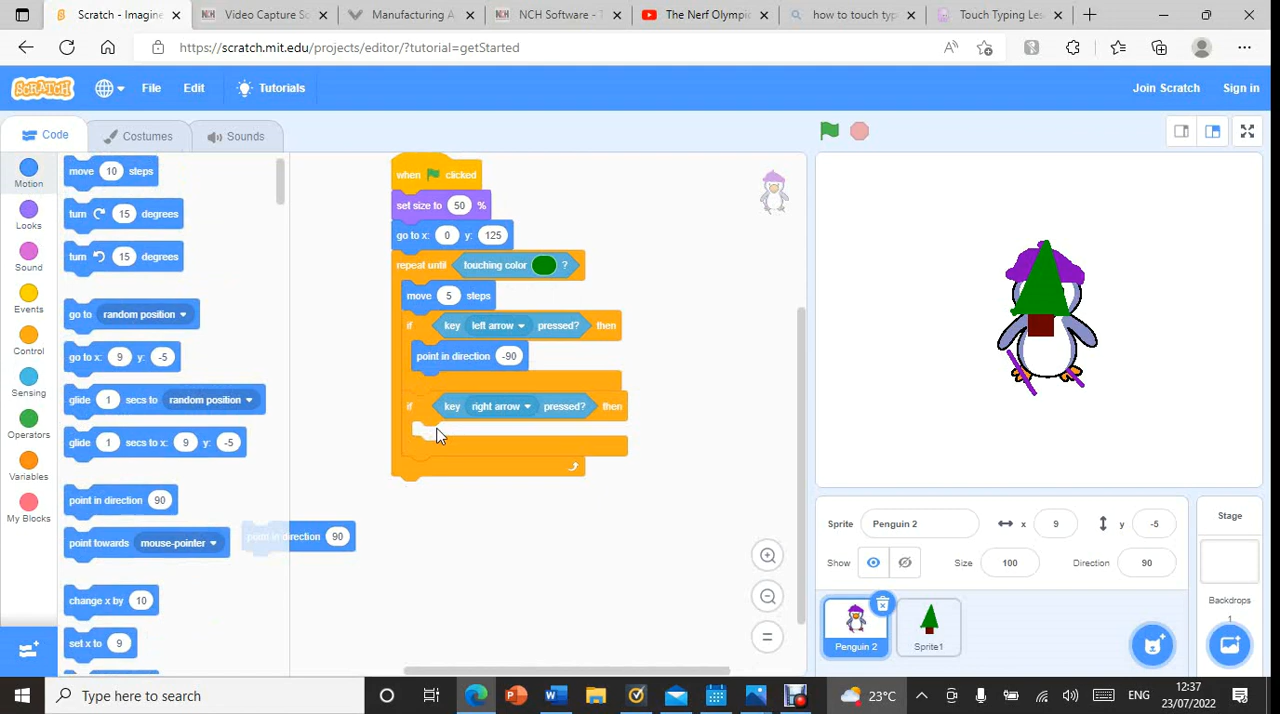 Scratch - Imagine
Video Capture So
Manufacturing A
NCH Software - T
The Nerf Olympic
how to touch typ
Touch Typing Les
https://scratch.mit.edu/projects/editor/?tutorial=getStarted
SCRATCH
File
Edit
Tutorials
Join Scratch
Sign in
Code
Costumes
Sounds
Motion
Looks
Sound
Events
Control
Sensing
Operators
Variables
My Blocks
move 10 steps
turn 15 degrees
turn 15 degrees
go to random position
go to x: 9 y: -5
glide 1 secs to random position
glide 1 secs to x: 9 y: -5
point in direction 90
point towards mouse-pointer
change x by 10
set x to 9
when clicked
set size to 50 %
go to x: 0 y: 125
repeat until touching color ?
move 5 steps
if key left arrow pressed? then
point in direction -90
if key right arrow pressed? then
point in direction 90
Sprite Penguin 2 x 9 y -5
Show Size 100 Direction 90
Penguin 2
Sprite1
Stage
Backdrops
1
Type here to search
23°C
ENG
12:37
23/07/2022